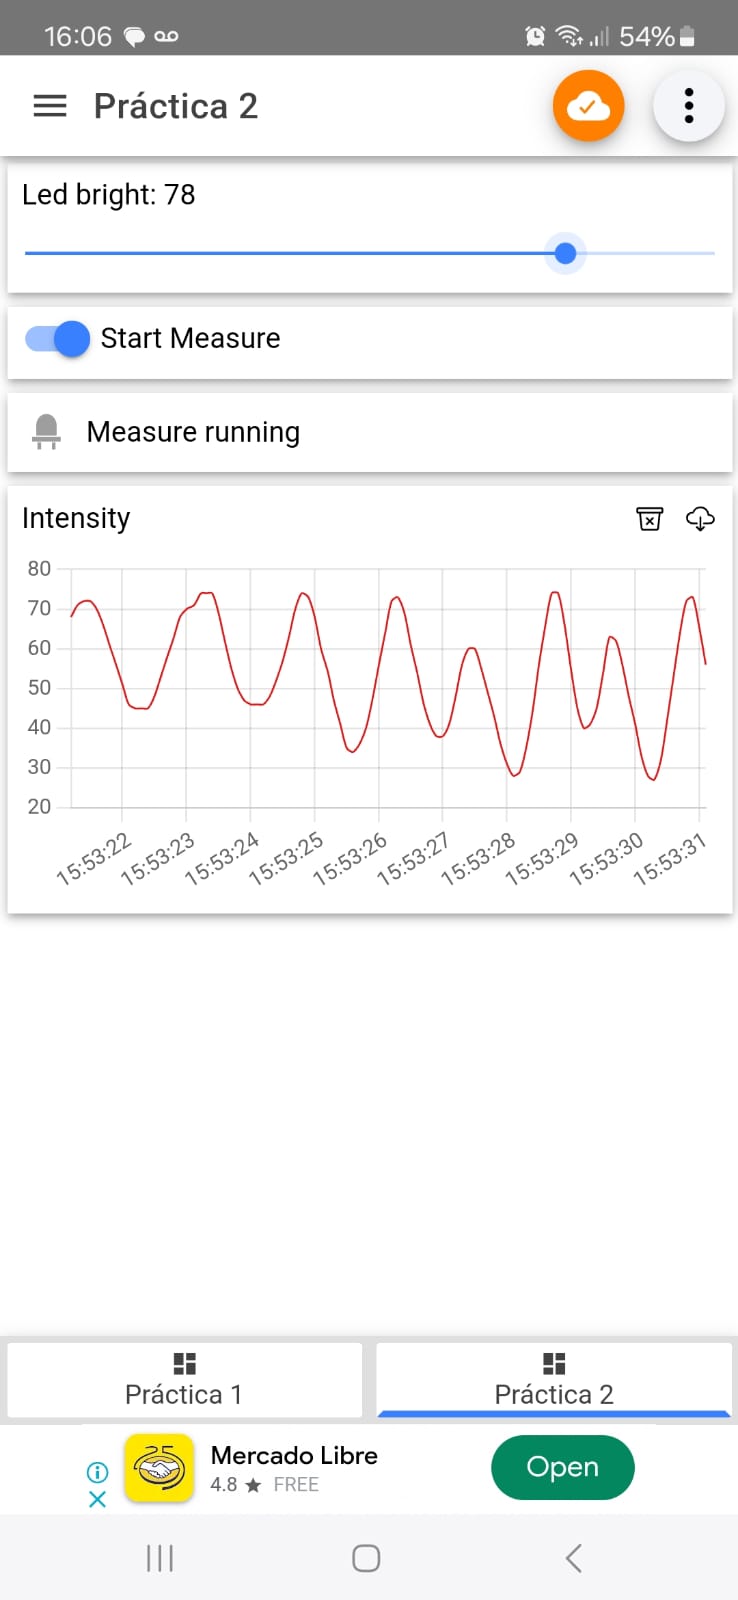 16:06 54%
Práctica 2
Led bright: 78
Start Measure
Measure running
Intensity
80
70
60
50
40
30
20
15:53:22 15:53:23 15:53:24 15:53:25 15:53:26 15:53:27 15:53:28 15:53:29 15:53:30 15:53:31
Práctica 1 Práctica 2
25
Mercado Libre
4.8 ★ FREE
Open